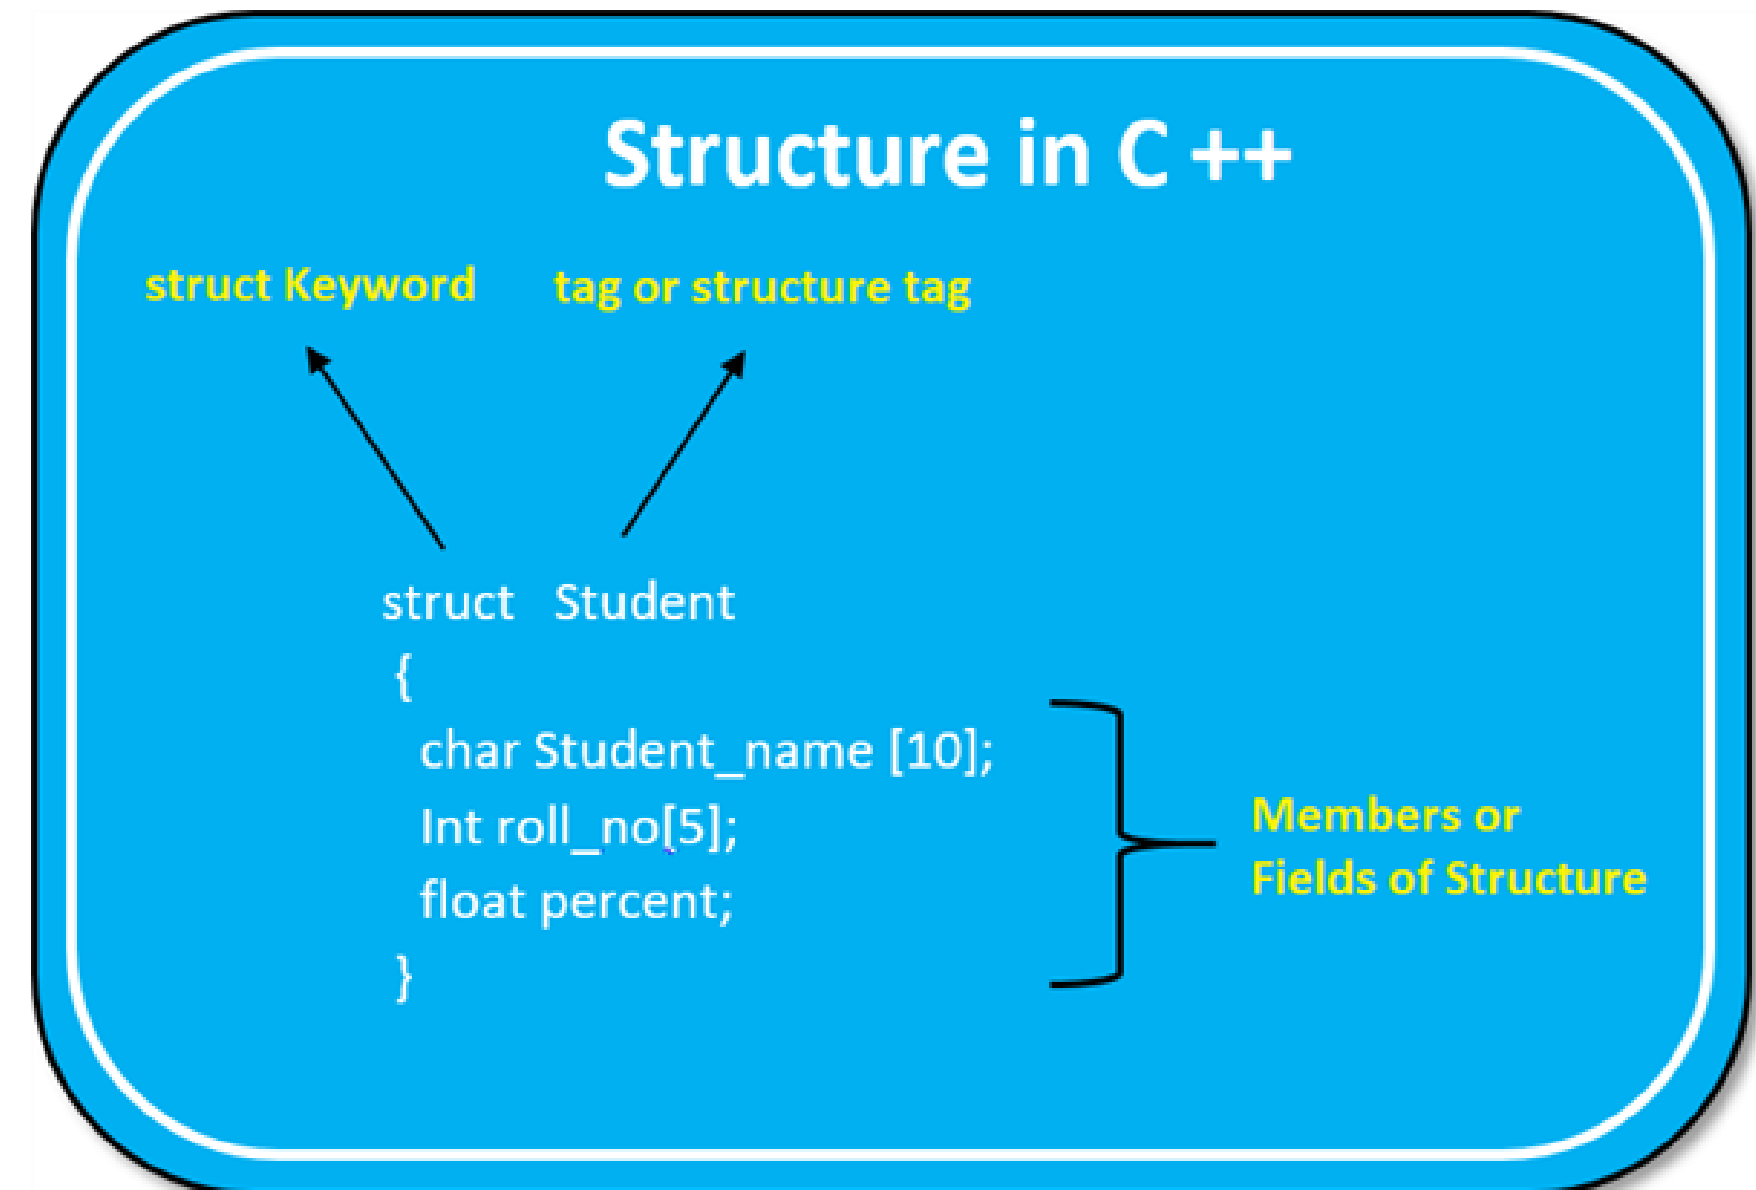 Structure in C ++
struct Keyword
tag or structure tag
struct Student
{
char Student_name [10];
Int roll_no[5];
float percent;
}
Members or
Fields of Structure